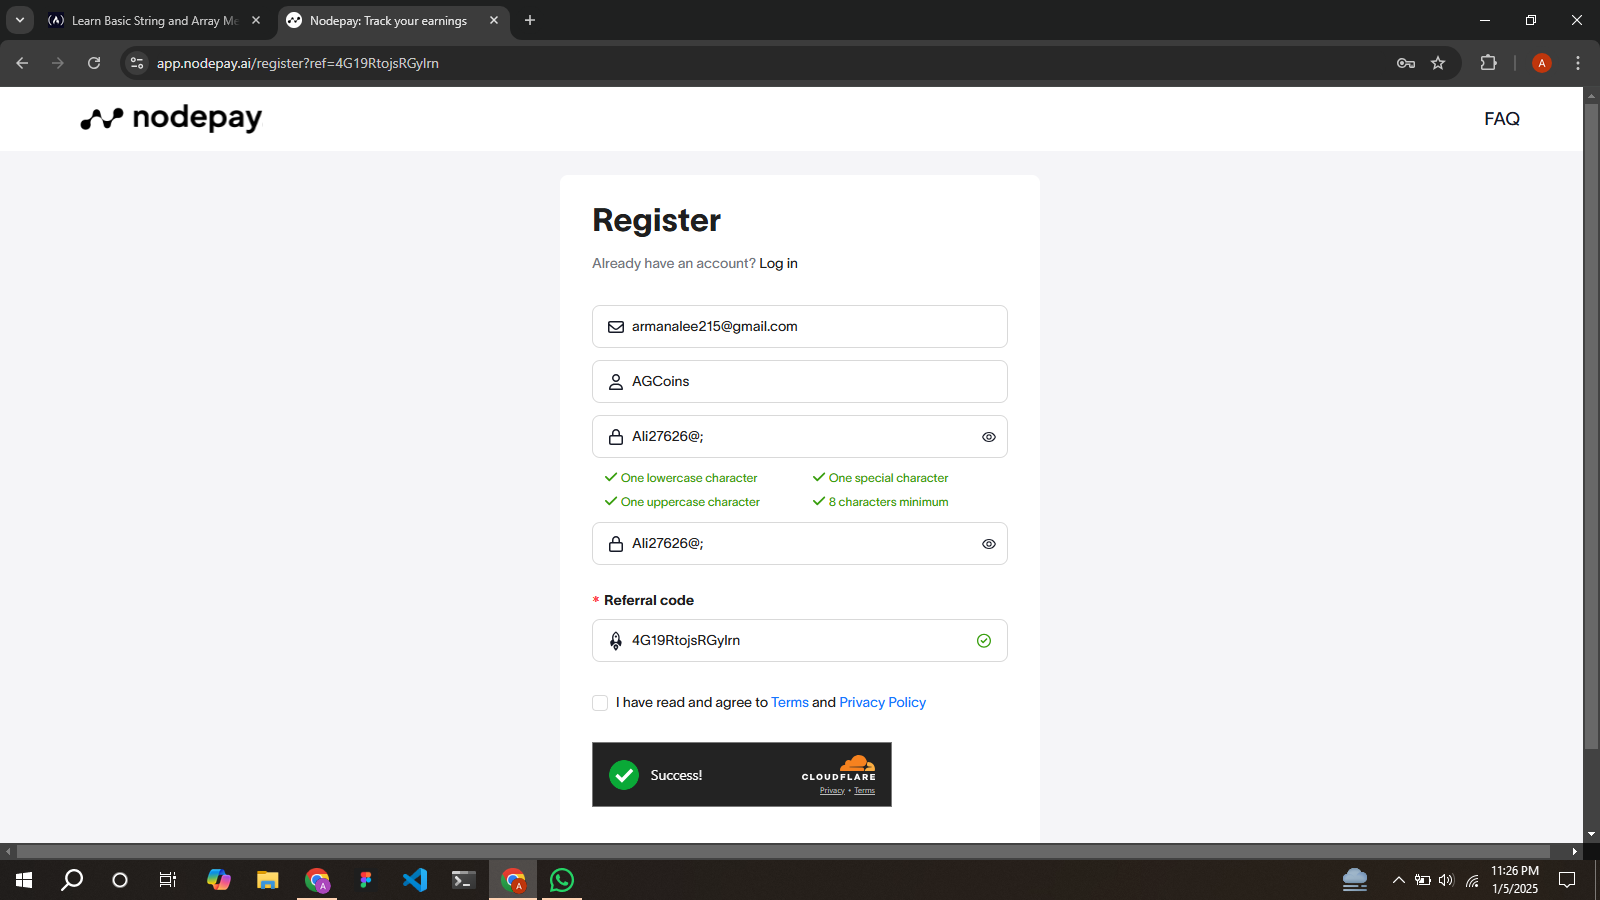 Learn Basic String and Array Me
Nodepay: Track your earnings
app.nodepay.ai/register?ref=4G19RtojsRGylrn
A
nodepay
FAQ
Register
Already have an account? Log in
armanalee215@gmail.com
AGCoins
Ali27626@;
One lowercase character
One special character
One uppercase character
8 characters minimum
Ali27626@;
* Referral code
4G19RtojsRGylrn
I have read and agree to Terms and Privacy Policy
Success!
CLOUDFLARE
Privacy • Terms
11:26 PM
1/5/2025